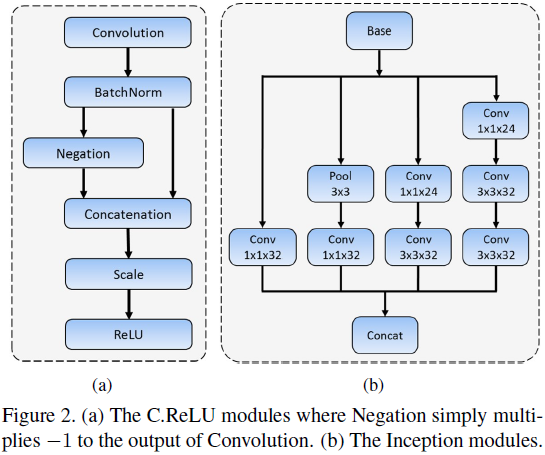 Convolution
BatchNorm
Negation
Concatenation
Scale
ReLU
(a)
Base
Conv
1x1x24
Pool
3x3
Conv
1x1x24
Conv
3x3x32
Conv
1x1x32
Conv
1x1x32
Conv
3x3x32
Conv
3x3x32
Concat
(b)
Figure 2. (a) The C.ReLU modules where Negation simply multi-
plies −1 to the output of Convolution. (b) The Inception modules.